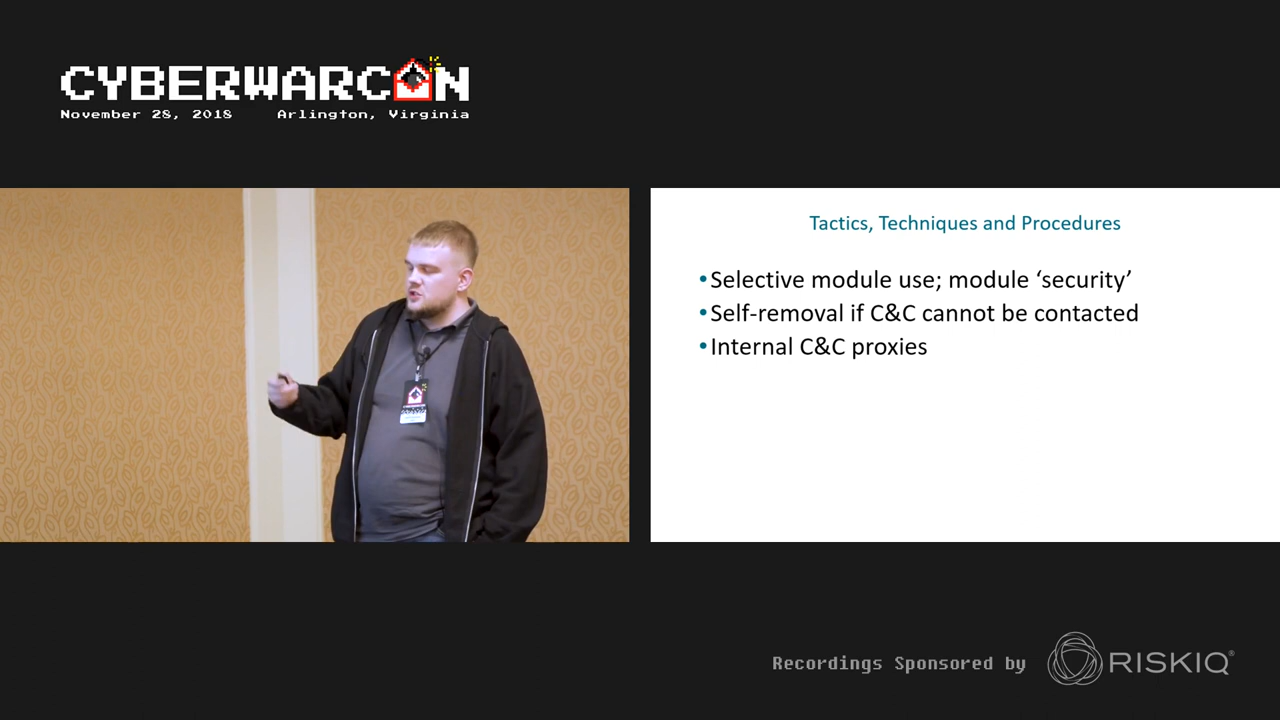 CYBERWARCON
November 28, 2018 Arlington, Virginia
Tactics, Techniques and Procedures
•Selective module use; module ‘security’
•Self-removal if C&C cannot be contacted
•Internal C&C proxies
Recordings Sponsored by RISKIQ®